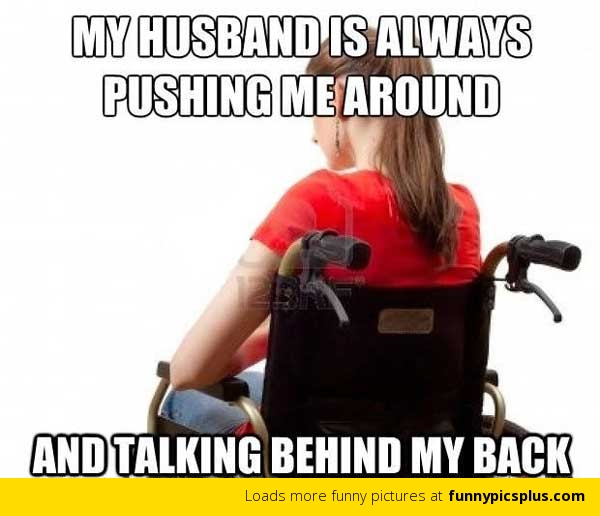 MY HUSBAND IS ALWAYS
PUSHING ME AROUND
AND TALKING BEHIND MY BACK
Loads more funny pictures at funnypicsplus.com